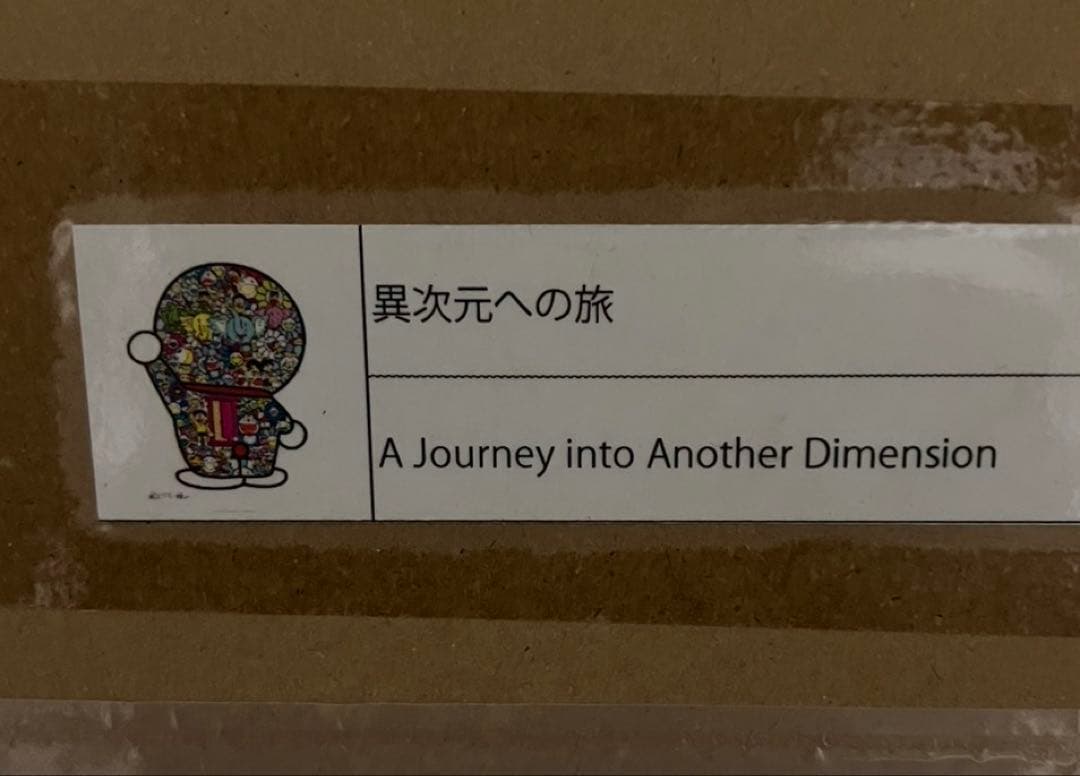 異次元への旅
A Journey into Another Dimension